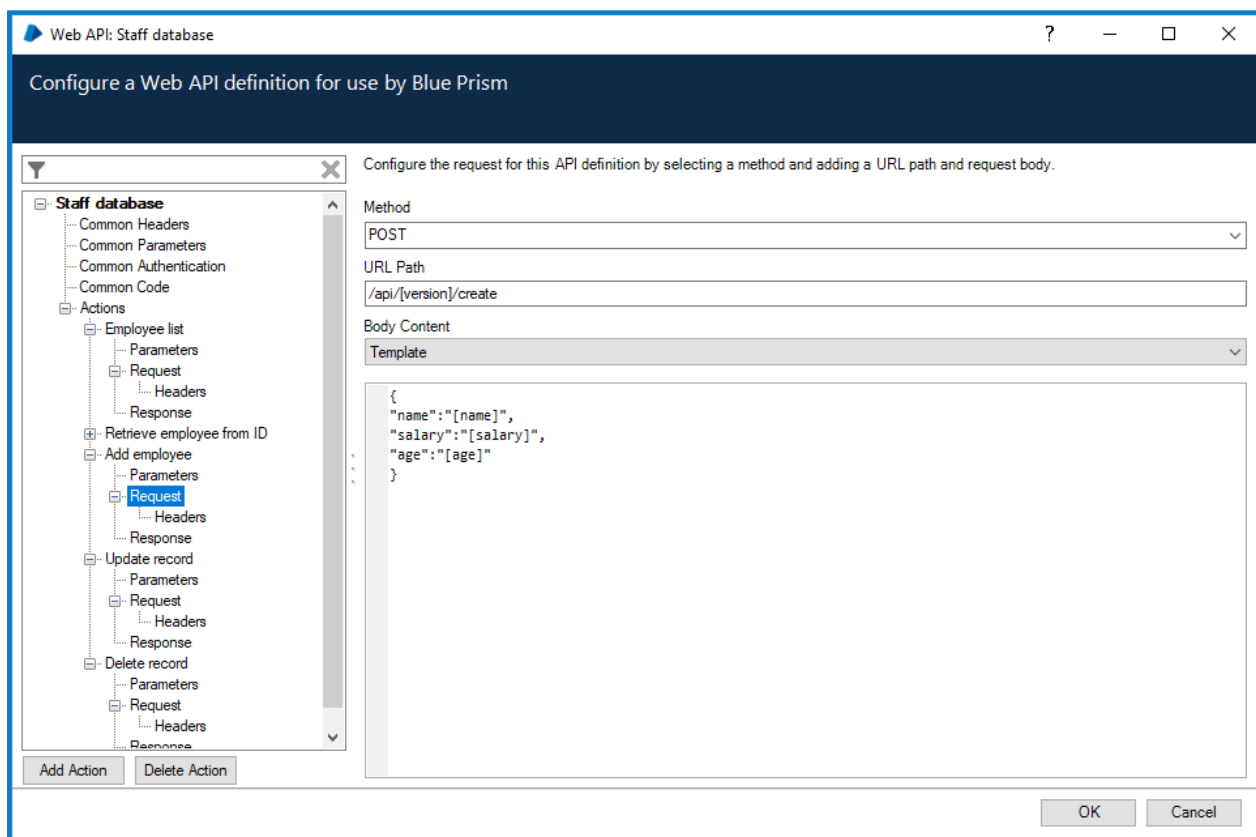 Web API: Staff database
?
Configure a Web API definition for use by Blue Prism
Staff database
Common Headers
Common Parameters
Common Authentication
Common Code
Actions
Employee list
Parameters
Request
Headers
Response
Retrieve employee from ID
Add employee
Parameters
Request
Headers
Response
Update record
Parameters
Request
Headers
Response
Delete record
Parameters
Request
Headers
Response
Add Action
Delete Action
Configure the request for this API definition by selecting a method and adding a URL path and request body.
Method
POST
URL Path
/api/[version]/create
Body Content
Template
{
"name":"[name]",
"salary":"[salary]",
"age":"[age]"
}
OK
Cancel